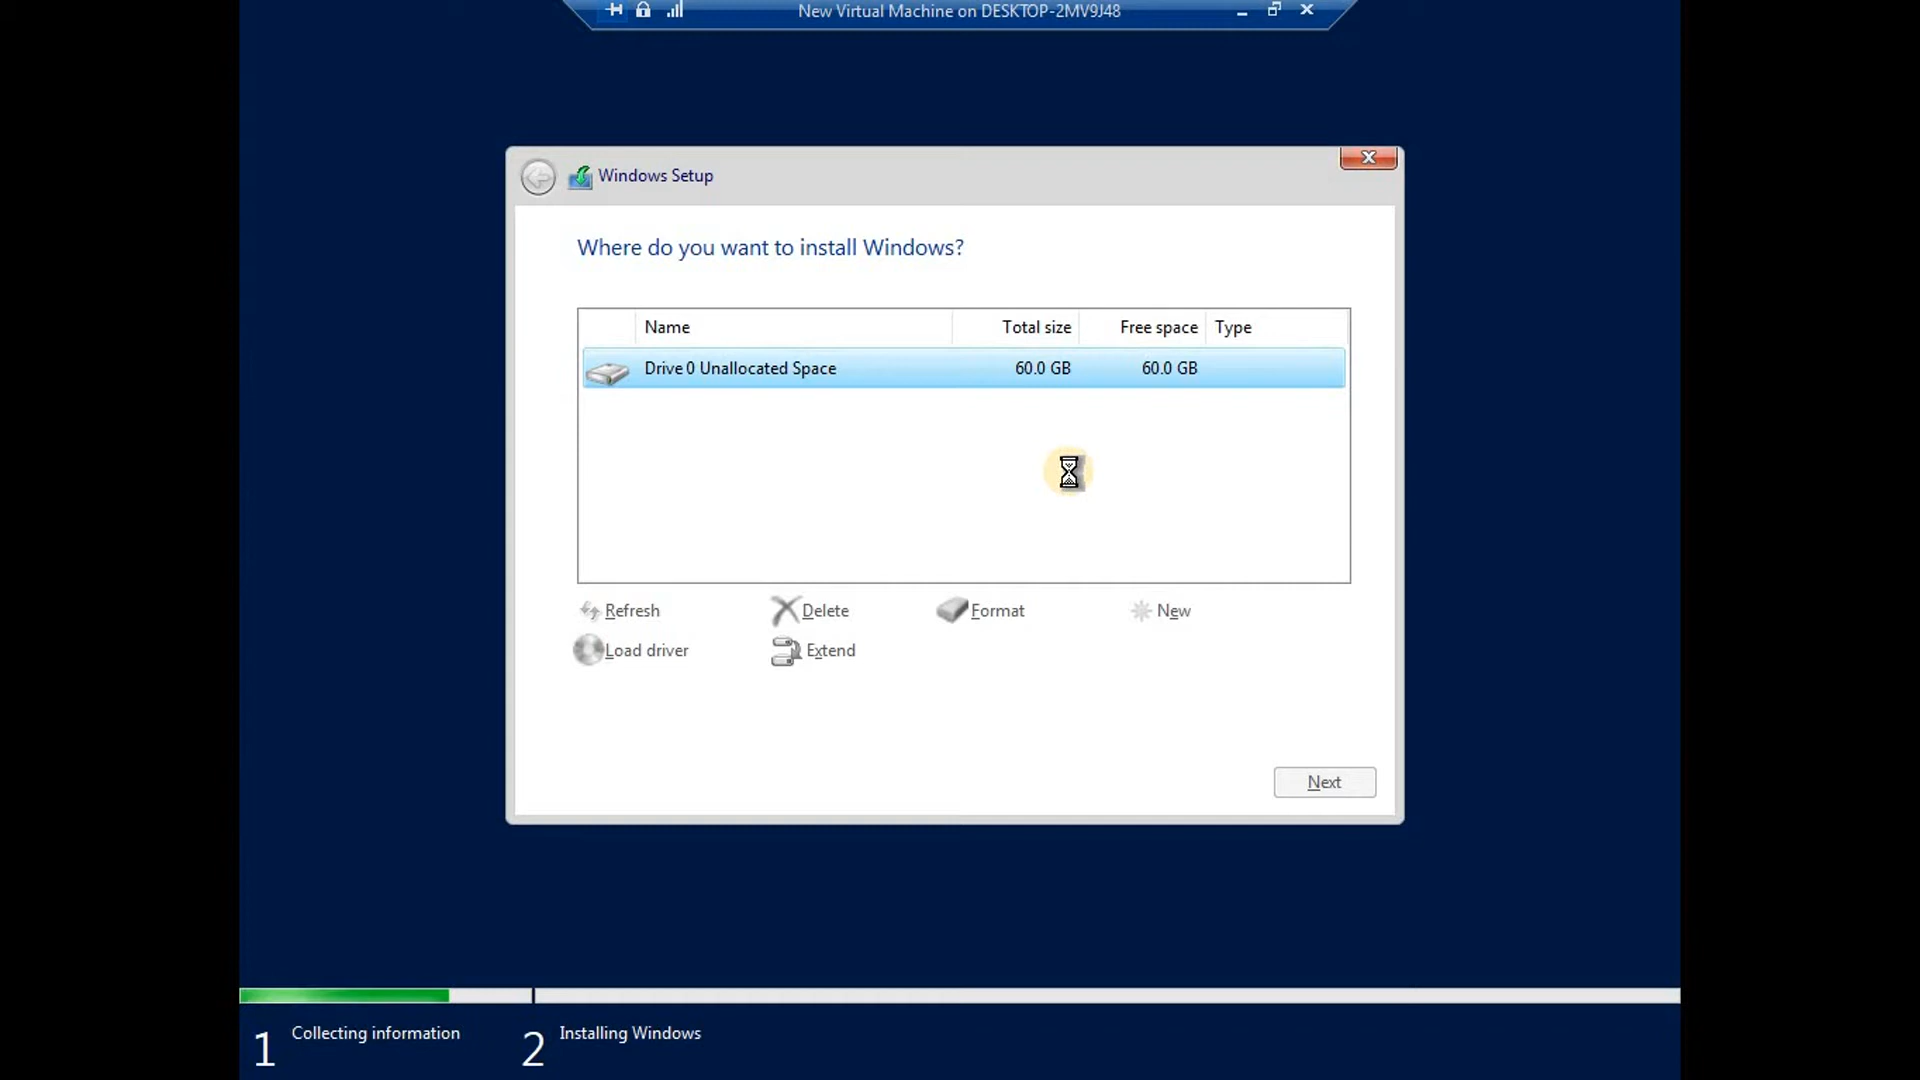 New Virtual Machine on DESKTOP-2MV9J48
Windows Setup
Where do you want to install Windows?
Name Total size Free space Type
Drive 0 Unallocated Space 60.0 GB 60.0 GB
Refresh Delete Format New
Load driver Extend
Next
1 Collecting information 2 Installing Windows